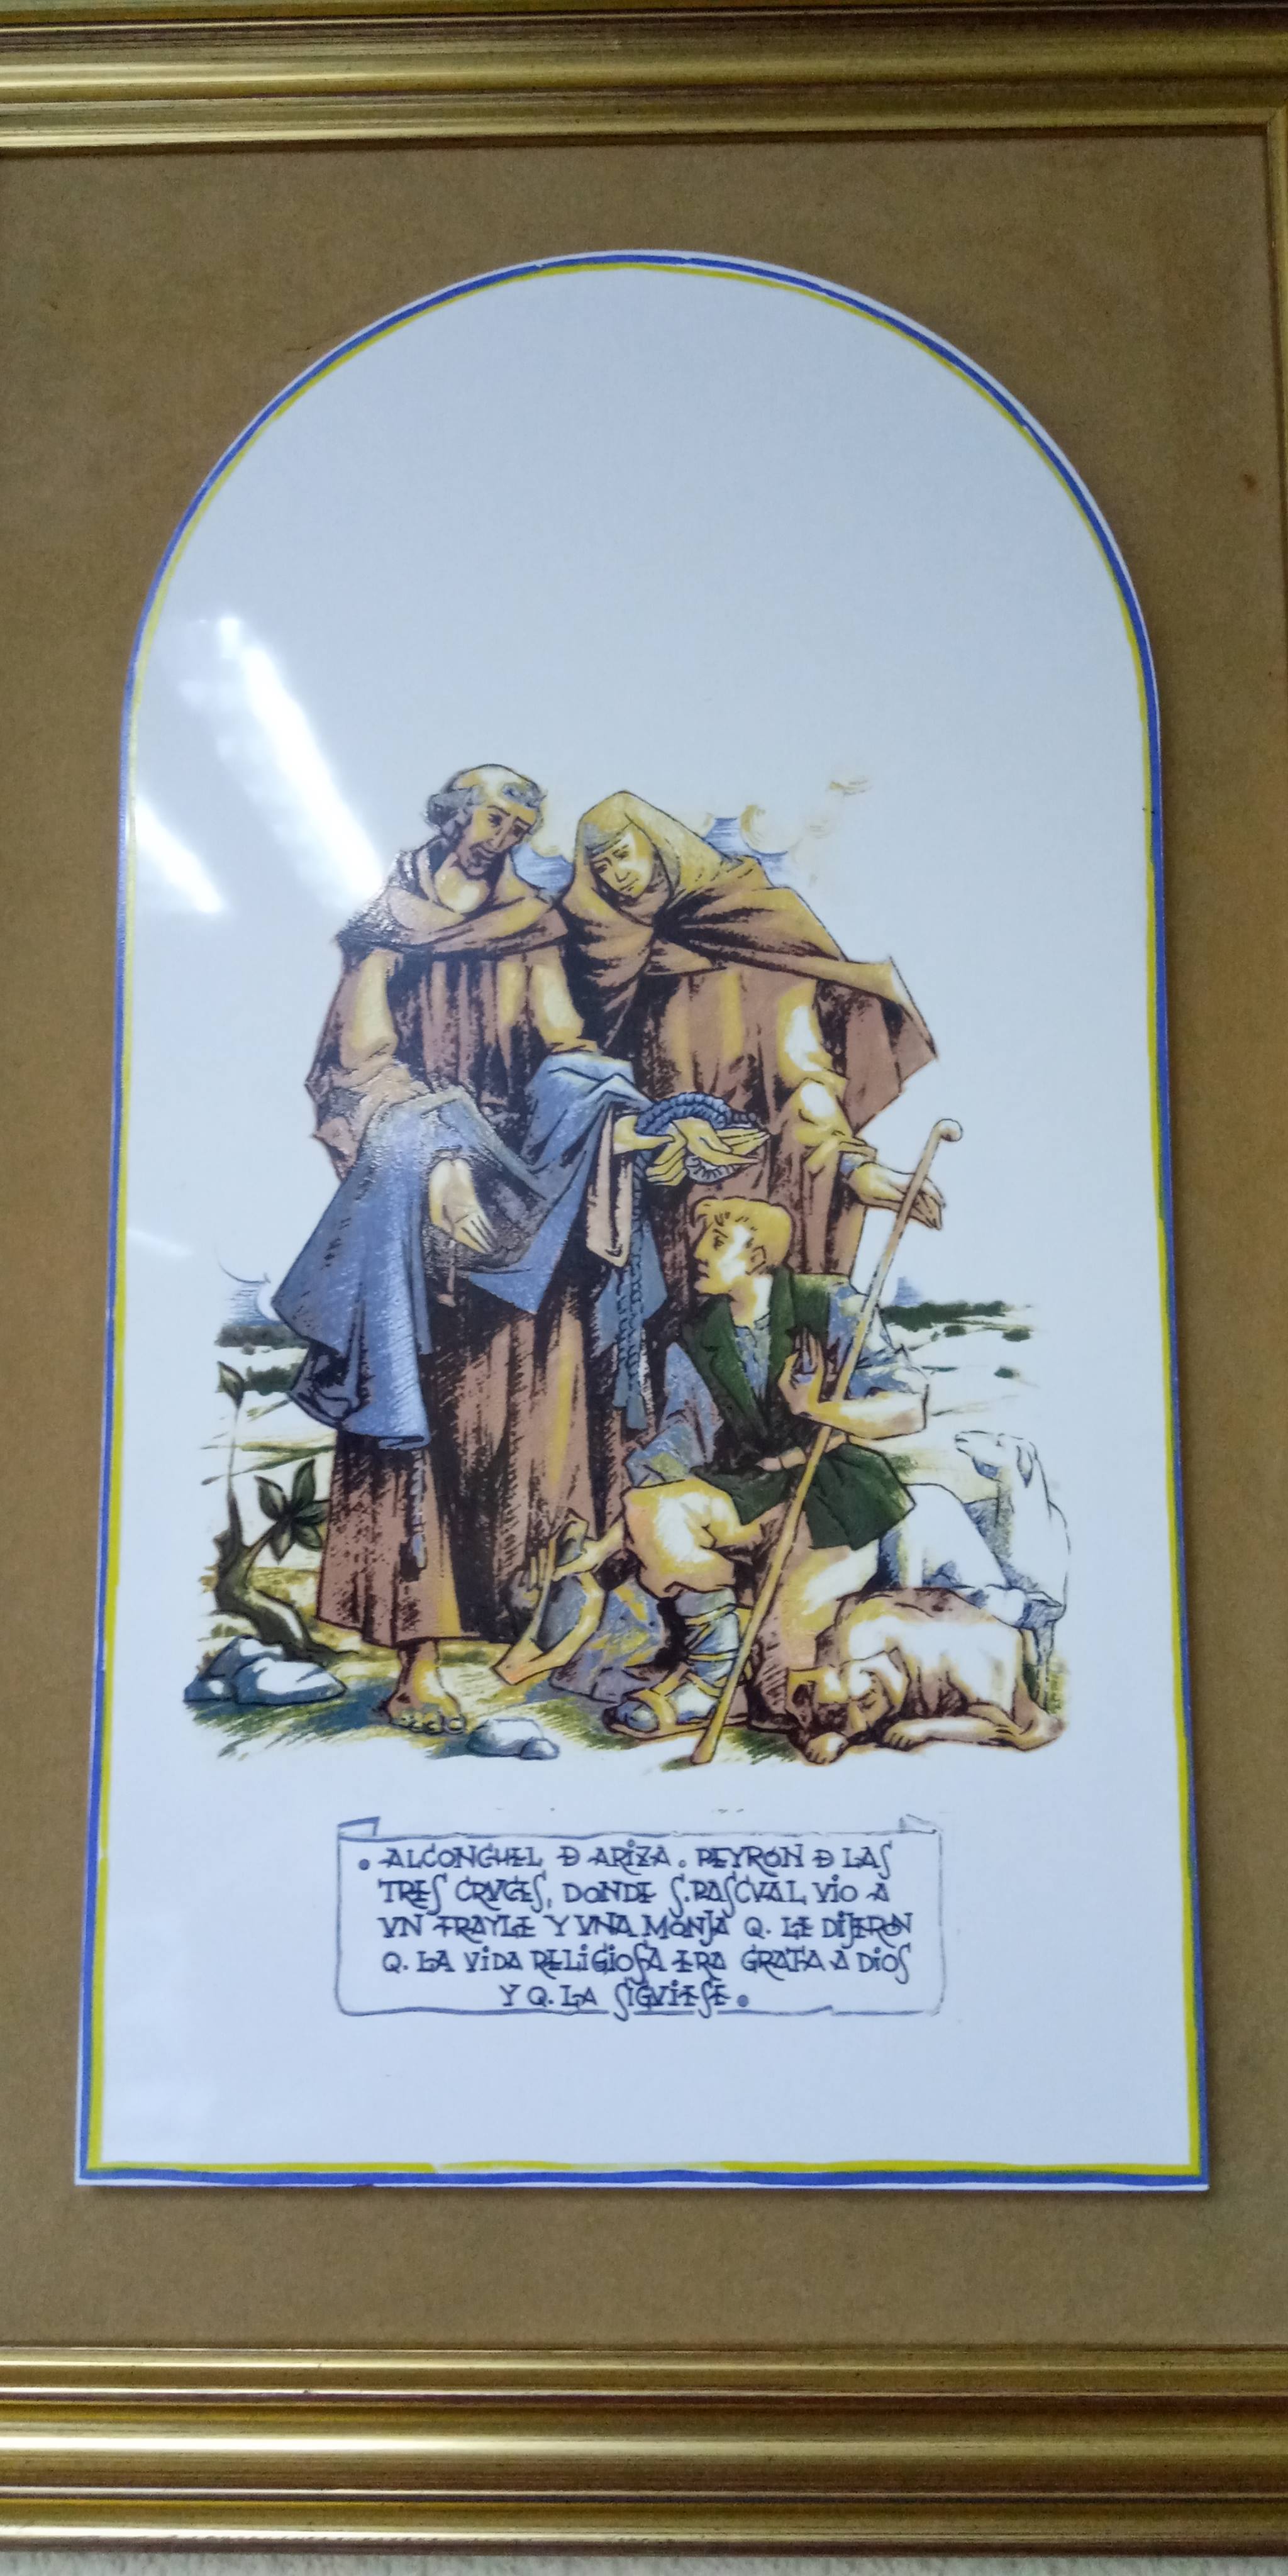 . ALCONCHEL Đ ARIZA . PEYRON Đ LAS
TRES CRVCES, DONDE S. PASCVAL VIO A
VN FRAYLE Y VNA MONJA Q. LE DIJERON
Q. LA VIDA RELIGIOSA ERA GRATA A DIOS
Y Q. LA SIGVIESE .